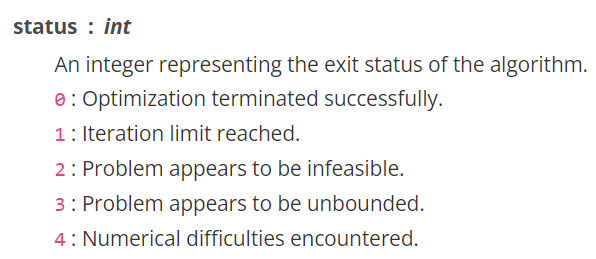 status : int
An integer representing the exit status of the algorithm.
0 : Optimization terminated successfully.
1 : Iteration limit reached.
2 : Problem appears to be infeasible.
3 : Problem appears to be unbounded.
4 : Numerical difficulties encountered.